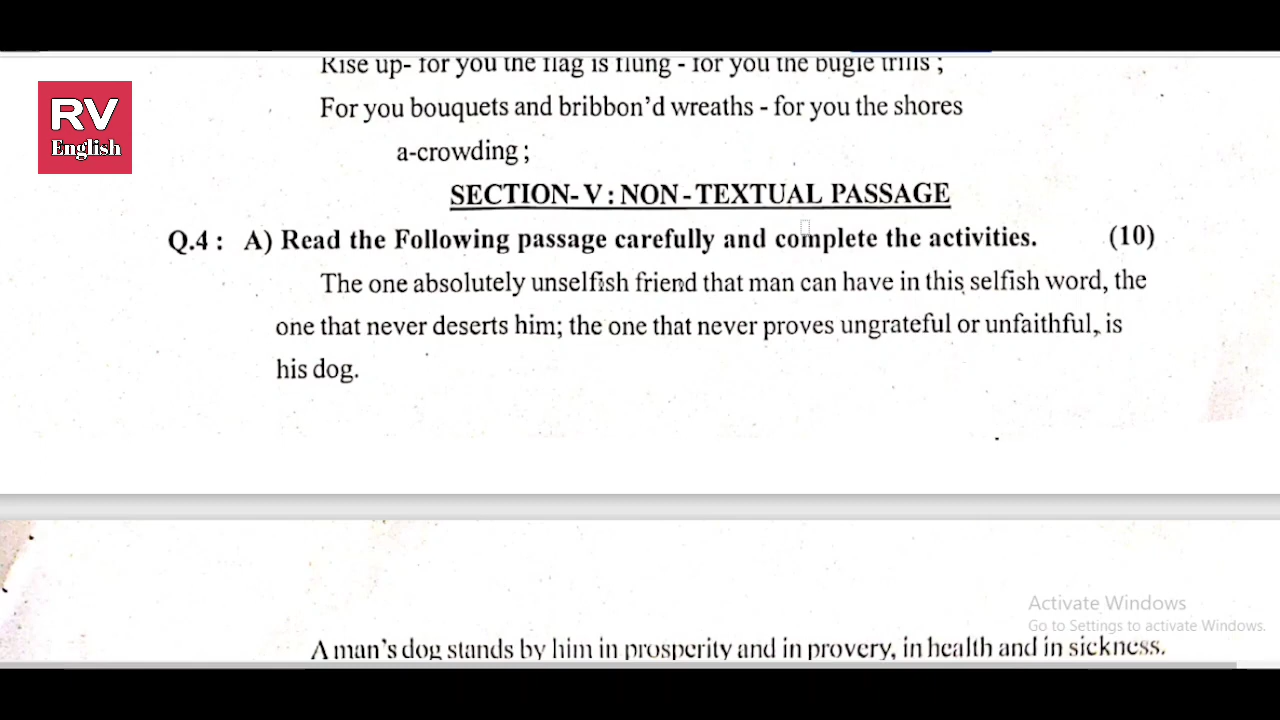 Rise up- for you the flag is flung - for you the bugle trills ;
RV
English
For you bouquets and bribbon'd wreaths - for you the shores
a-crowding ;
SECTION- V : NON - TEXTUAL PASSAGE
Q.4 : A) Read the Following passage carefully and complete the activities. (10)
The one absolutely unselfish friend that man can have in this selfish word, the
one that never deserts him; the one that never proves ungrateful or unfaithful, is
his dog.
Activate Windows
Go to Settings to activate Windows.
A man's dog stands by him in prosperity and in provery, in health and in sickness.